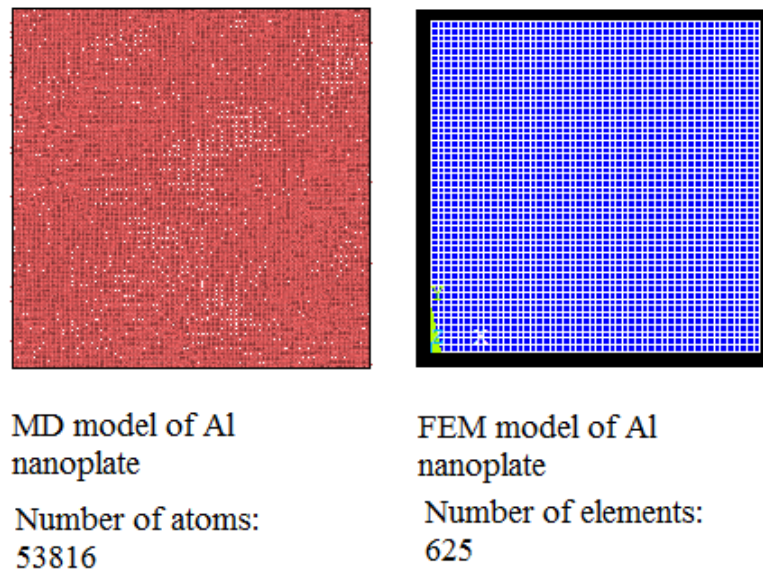 Y
X
MD model of Al
nanoplate
Number of atoms:
53816
FEM model of Al
nanoplate
Number of elements:
625